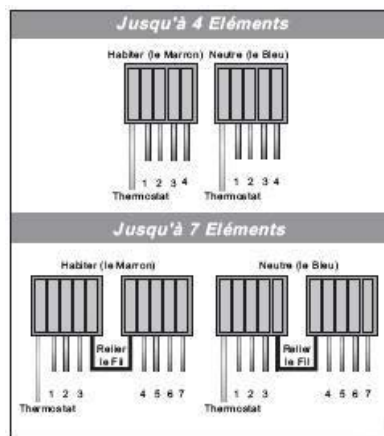 Jusqu'à 4 Eléments
Habiter (le Marron) Neutre (le Bleu)
1 2 3 4 1 2 3 4
Thermostat Thermostat
Jusqu'à 7 Eléments
Habiter (le Marron) Neutre (le Bleu)
Relier Relier
le Fil le Fil
1 2 3 4 5 6 7 1 2 3 4 5 6 7
Thermostat Thermostat